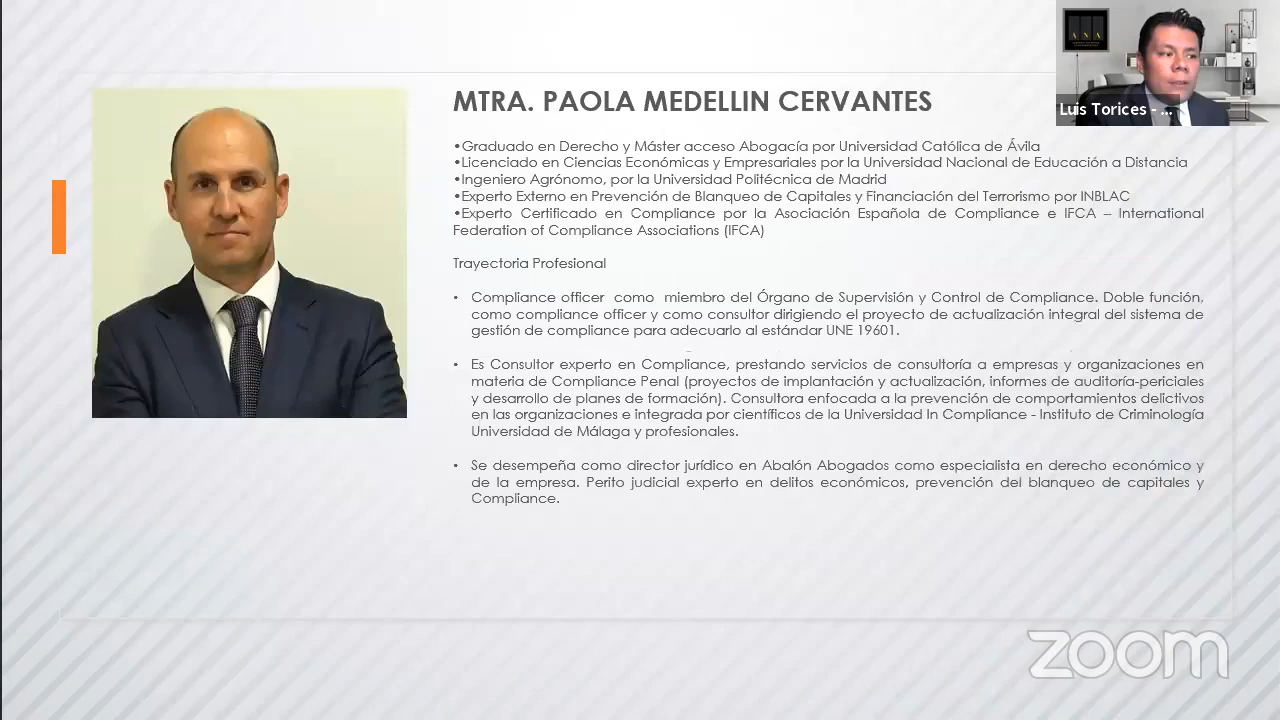 MTRA. PAOLA MEDELLIN CERVANTES
•Graduado en Derecho y Máster acceso Abogacía por Universidad Católica de Ávila
•Licenciado en Ciencias Económicas y Empresariales por la Universidad Nacional de Educación a Distancia
•Ingeniero Agrónomo, por la Universidad Politécnica de Madrid
•Experto Externo en Prevención de Blanqueo de Capitales y Financiación del Terrorismo por INBLAC
•Experto Certificado en Compliance por la Asociación Española de Compliance e IFCA – International
Federation of Compliance Associations (IFCA)
Trayectoria Profesional
• Compliance officer como miembro del Órgano de Supervisión y Control de Compliance. Doble función,
como compliance officer y como consultor dirigiendo el proyecto de actualización integral del sistema de
gestión de compliance para adecuarlo al estándar UNE 19601.
• Es Consultor experto en Compliance, prestando servicios de consultoría a empresas y organizaciones en
materia de Compliance Penal (proyectos de implantación y actualización, informes de auditoría-periciales
y desarrollo de planes de formación). Consultora enfocada a la prevención de comportamientos delictivos
en las organizaciones e integrada por científicos de la Universidad In Compliance - Instituto de Criminología
Universidad de Málaga y profesionales.
• Se desempeña como director jurídico en Abalón Abogados como especialista en derecho económico y
de la empresa. Perito judicial experto en delitos económicos, prevención del blanqueo de capitales y
Compliance.
ANA
Luis Torices - ...
zoom